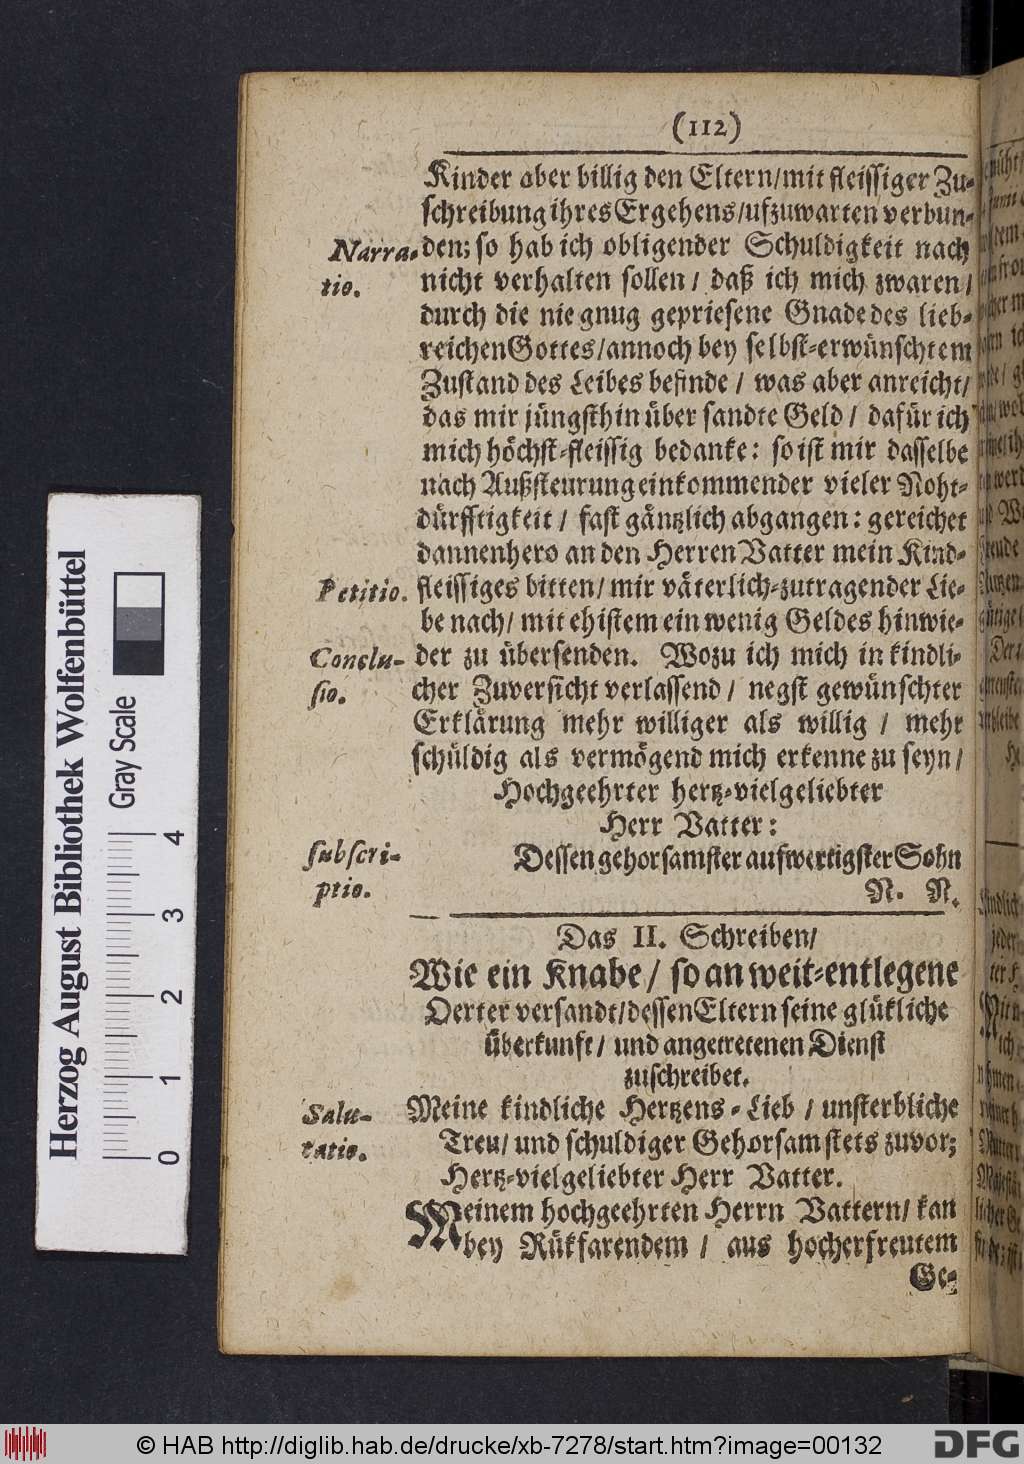 (112)
Kinder aber billig den Eltern/mit fleissiger Zu-
schreibung ihres Ergehens/ufzuwarten verbun-
Narra- den; so hab ich obligender Schuldigkeit nach
tio. nicht verhalten sollen/ daß ich mich zwaren/
durch die nie gnug gepriesene Gnade des lieb-
reichen Gottes/annoch bey selbst-erwünschtem
Zustand des Leibes befinde/ was aber anreicht/
das mir jüngsthin über sandte Geld/ dafür ich
mich höchst-fleissig bedanke: so ist mir dasselbe
nach Außsteurung einkommender vieler Noht-
dürfftigkeit/ fast gäntzlich abgangen: gereichet
dannenhero an den Herren Vatter mein Kind-
Petitio. fleissiges bitten/ mir väterlich-zutragender Lie-
be nach/ mit ehistem ein wenig Geldes hinwie-
Conclu- der zu übersenden. Wozu ich mich in kindli-
sio. cher Zuversicht verlassend/ negst gewünschter
Erklärung mehr williger als willig/ mehr
schüldig als vermögend mich erkenne zu seyn/
Hochgeehrter hertz-vielgeliebter
Herr Vatter:
subscri- Dessen gehorsamster aufwertigster Sohn
ptio. N. N.
Das II. Schreiben/
Wie ein Knabe/ so an weit-entlegene
Oerter versandt/dessen Eltern seine glükliche
überkunft/ und angetretenen Dienst
zuschreibet.
Salu- Meine kindliche Hertzens-Lieb/ unsterbliche
tatio. Treu/ und schuldiger Gehorsam stets zuvor;
Hertz-vielgeliebter Herr Vatter.
Meinem hochgeehrten Herrn Vattern/ kan
bey Rükfarendem/ aus hocherfreutem
Ge-
Herzog August Bibliothek Wolfenbüttel
Gray Scale
0 1 2 3 4
© HAB http://diglib.hab.de/drucke/xb-7278/start.htm?image=00132
DFG